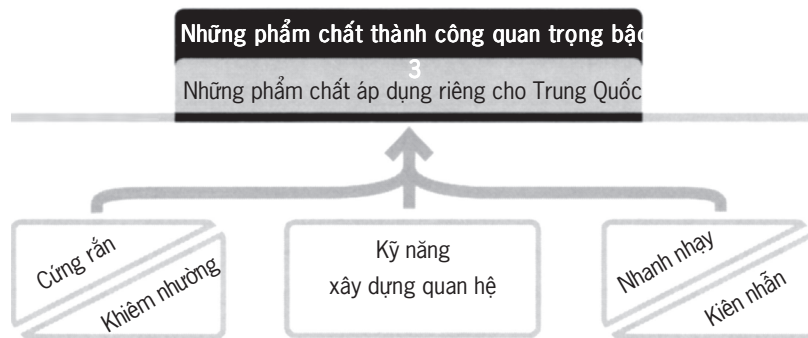 Những phẩm chất thành công quan trọng bậc
3
Những phẩm chất áp dụng riêng cho Trung Quốc
Cứng rắn
Khiêm nhường
Kỹ năng
xây dựng quan hệ
Nhanh nhạy
Kiên nhẫn